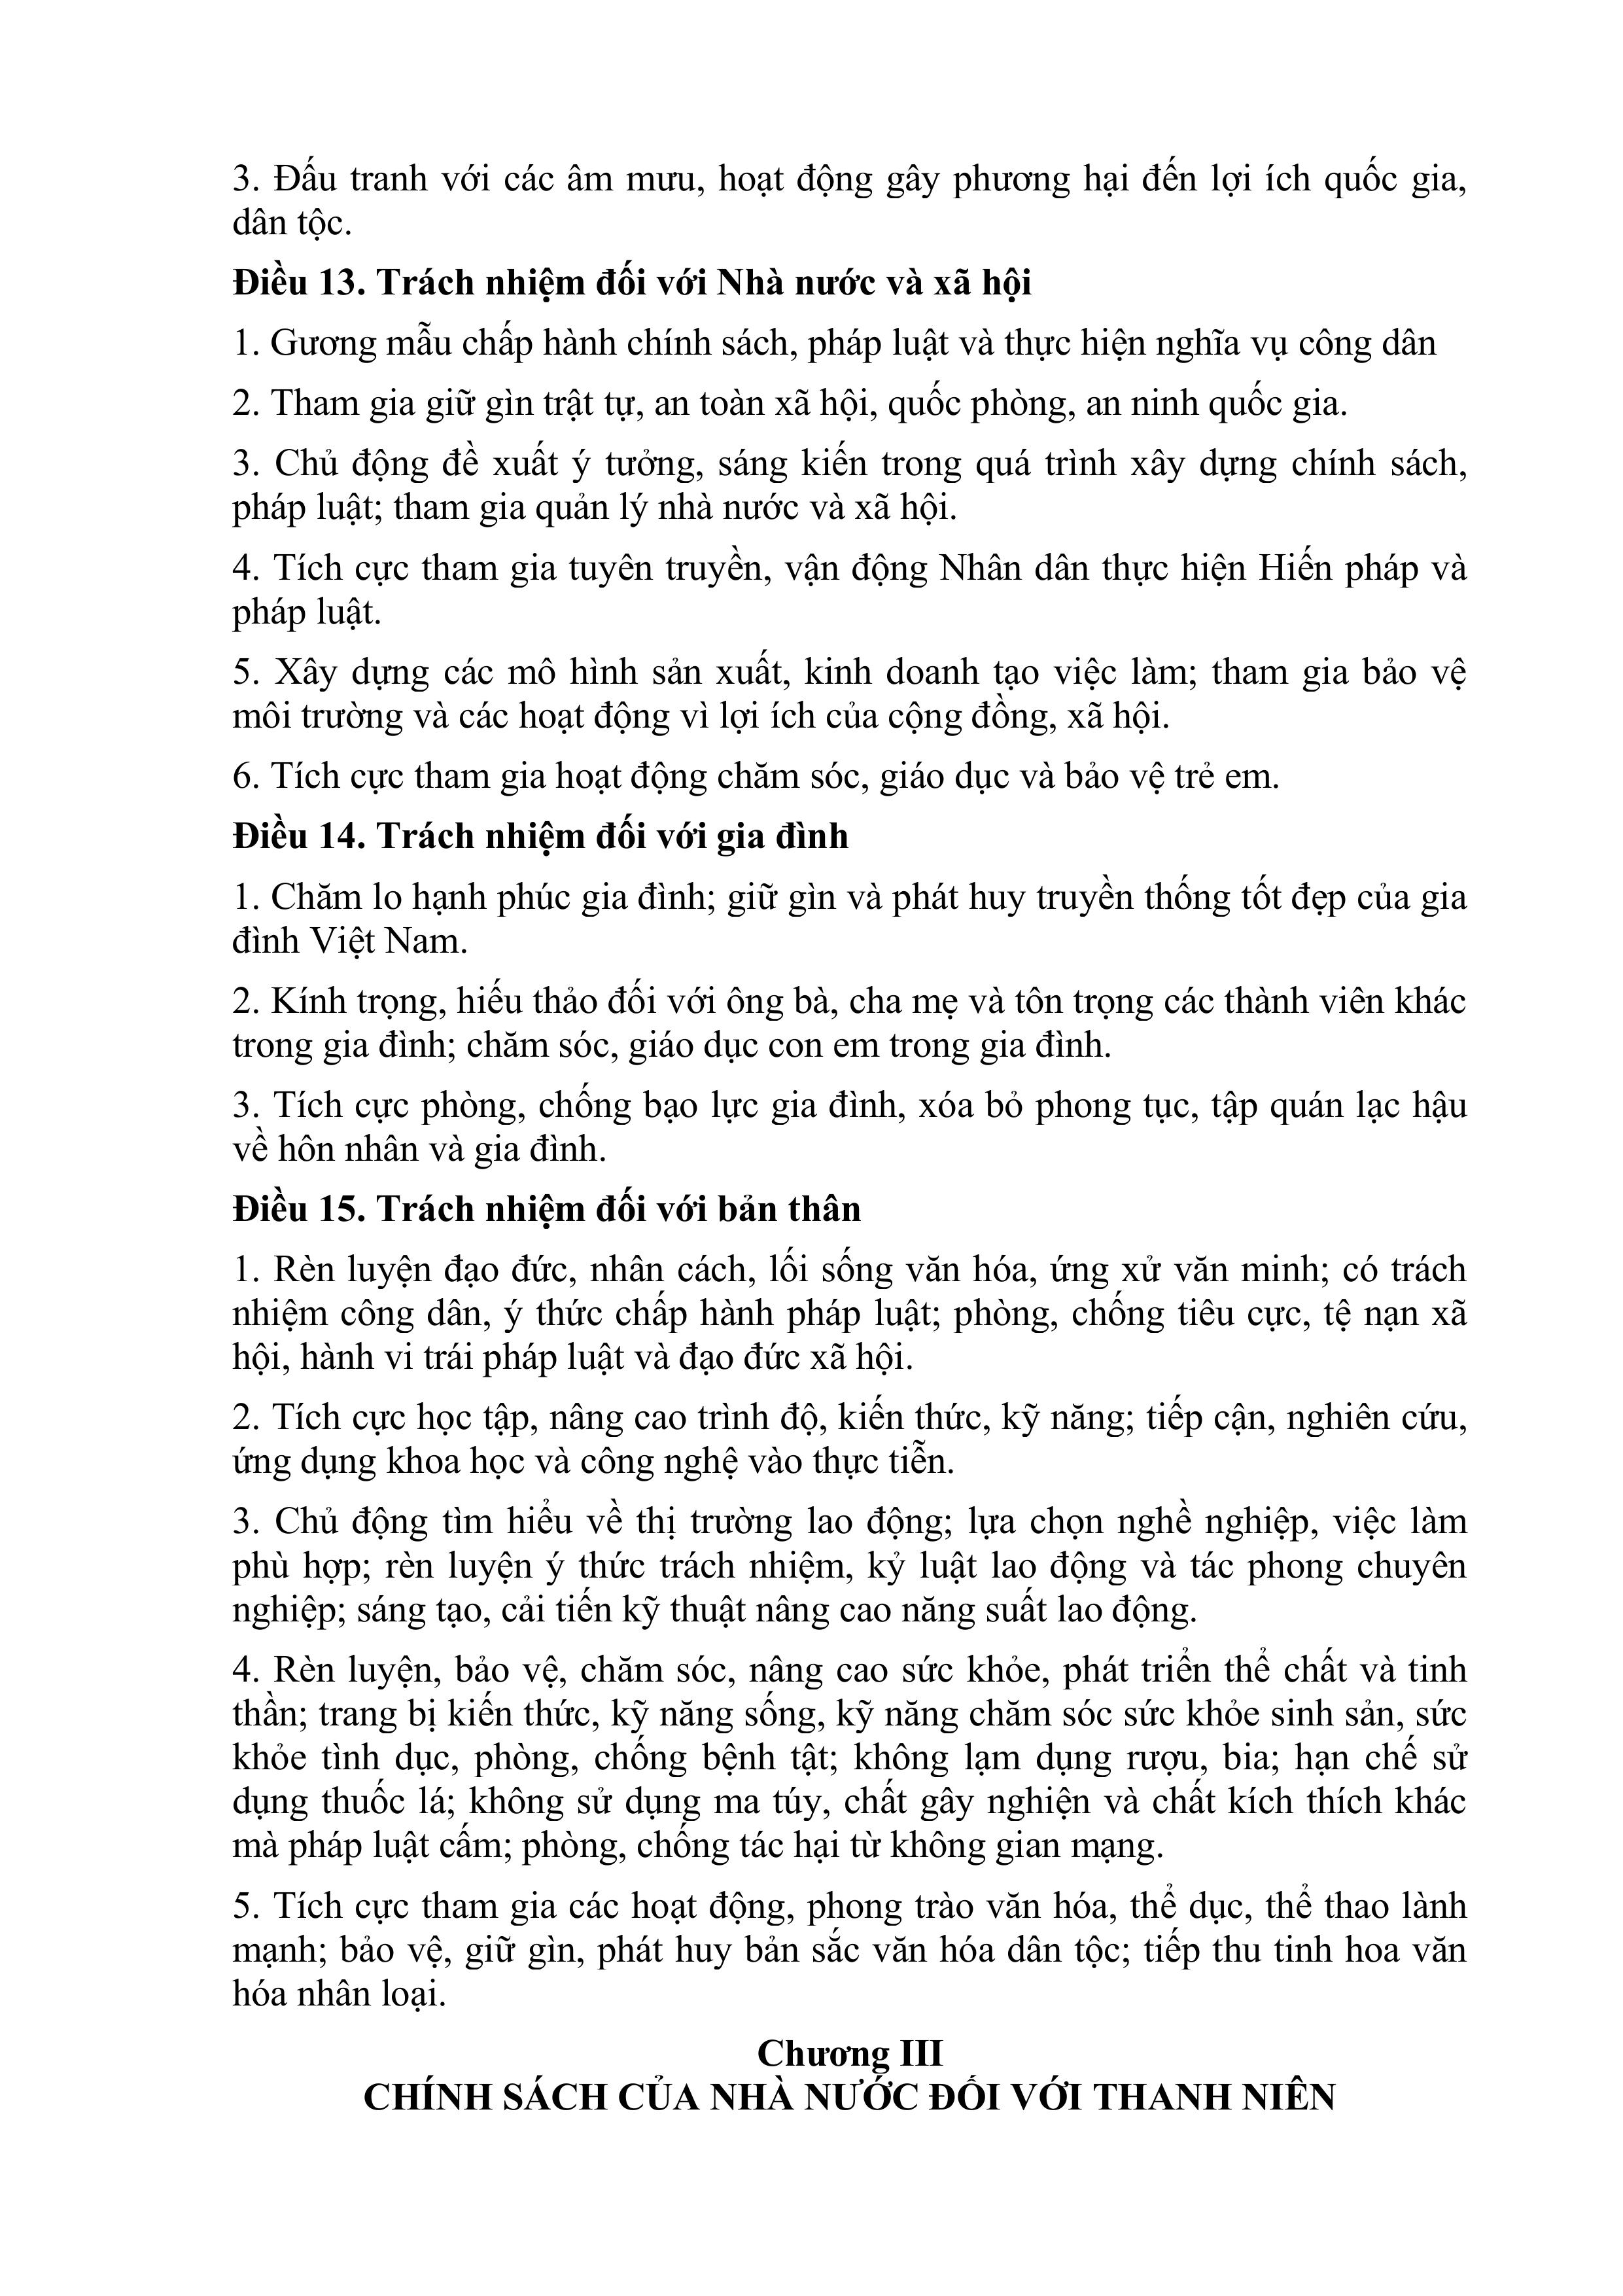 3. Đấu tranh với các âm mưu, hoạt động gây phương hại đến lợi ích quốc gia,
dân tộc.
Điều 13. Trách nhiệm đối với Nhà nước và xã hội
1. Gương mẫu chấp hành chính sách, pháp luật và thực hiện nghĩa vụ công dân
2. Tham gia giữ gìn trật tự, an toàn xã hội, quốc phòng, an ninh quốc gia.
3. Chủ động đề xuất ý tưởng, sáng kiến trong quá trình xây dựng chính sách,
pháp luật; tham gia quản lý nhà nước và xã hội.
4. Tích cực tham gia tuyên truyền, vận động Nhân dân thực hiện Hiến pháp và
pháp luật.
5. Xây dựng các mô hình sản xuất, kinh doanh tạo việc làm; tham gia bảo vệ
môi trường và các hoạt động vì lợi ích của cộng đồng, xã hội.
6. Tích cực tham gia hoạt động chăm sóc, giáo dục và bảo vệ trẻ em.
Điều 14. Trách nhiệm đối với gia đình
1. Chăm lo hạnh phúc gia đình; giữ gìn và phát huy truyền thống tốt đẹp của gia
đình Việt Nam.
2. Kính trọng, hiếu thảo đối với ông bà, cha mẹ và tôn trọng các thành viên khác
trong gia đình; chăm sóc, giáo dục con em trong gia đình.
3. Tích cực phòng, chống bạo lực gia đình, xóa bỏ phong tục, tập quán lạc hậu
về hôn nhân và gia đình.
Điều 15. Trách nhiệm đối với bản thân
1. Rèn luyện đạo đức, nhân cách, lối sống văn hóa, ứng xử văn minh; có trách
nhiệm công dân, ý thức chấp hành pháp luật; phòng, chống tiêu cực, tệ nạn xã
hội, hành vi trái pháp luật và đạo đức xã hội.
2. Tích cực học tập, nâng cao trình độ, kiến thức, kỹ năng; tiếp cận, nghiên cứu,
ứng dụng khoa học và công nghệ vào thực tiễn.
3. Chủ động tìm hiểu về thị trường lao động; lựa chọn nghề nghiệp, việc làm
phù hợp; rèn luyện ý thức trách nhiệm, kỷ luật lao động và tác phong chuyên
nghiệp; sáng tạo, cải tiến kỹ thuật nâng cao năng suất lao động.
4. Rèn luyện, bảo vệ, chăm sóc, nâng cao sức khỏe, phát triển thể chất và tinh
thần; trang bị kiến thức, kỹ năng sống, kỹ năng chăm sóc sức khỏe sinh sản, sức
khỏe tình dục, phòng, chống bệnh tật; không lạm dụng rượu, bia; hạn chế sử
dụng thuốc lá; không sử dụng ma túy, chất gây nghiện và chất kích thích khác
mà pháp luật cấm; phòng, chống tác hại từ không gian mạng.
5. Tích cực tham gia các hoạt động, phong trào văn hóa, thể dục, thể thao lành
mạnh; bảo vệ, giữ gìn, phát huy bản sắc văn hóa dân tộc; tiếp thu tinh hoa văn
hóa nhân loại.
Chương III
CHÍNH SÁCH CỦA NHÀ NƯỚC ĐỐI VỚI THANH NIÊN